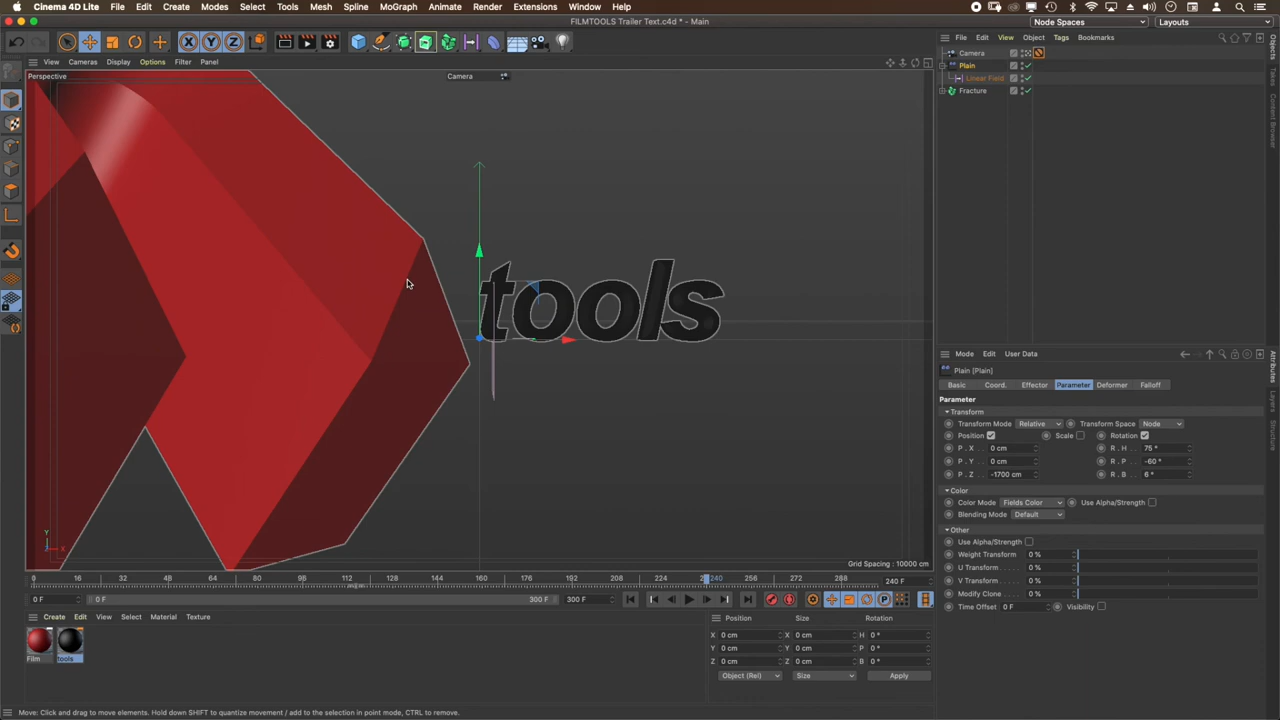 Cinema 4D Lite File Edit Create Modes Select Tools Mesh Spline MoGraph Animate Render Extensions Window Help
FILMTOOLS Trailer Text.c4d * - Main
Node Spaces Layouts
X Y Z
File Edit View Object Tags Bookmarks
View Cameras Display Options Filter Panel
Perspective
Camera
Camera
Plain
Linear Field
Fracture
Objects
Takes
Content Browser
tools
Mode Edit User Data
Plain [Plain]
Basic Coord. Effector Parameter Deformer Falloff
Parameter
Transform
Transform Mode Relative Transform Space Node
Position Scale Rotation
P . X 0 cm R . H 75 °
P . Y 0 cm R . P -60 °
P . Z -1700 cm R . B 6 °
Color
Color Mode Fields Color Use Alpha/Strength
Blending Mode Default
Other
Use Alpha/Strength
Weight Transform 0 %
U Transform 0 %
V Transform 0 %
Modify Clone 0 %
Time Offset 0 F Visibility
Attributes
Layers
Structure
Y
Z X
Grid Spacing : 10000 cm
0 16 32 48 64 80 96 112 128 144 160 176 192 208 224 240 256 272 288 240 F
0 F 0 F 300 F 300 F
Create Edit View Select Material Texture
Film tools
Position Size Rotation
X 0 cm X 0 cm H 0 °
Y 0 cm Y 0 cm P 0 °
Z 0 cm Z 0 cm B 0 °
Object (Rel) Size Apply
Move: Click and drag to move elements. Hold down SHIFT to quantize movement / add to the selection in point mode, CTRL to remove.